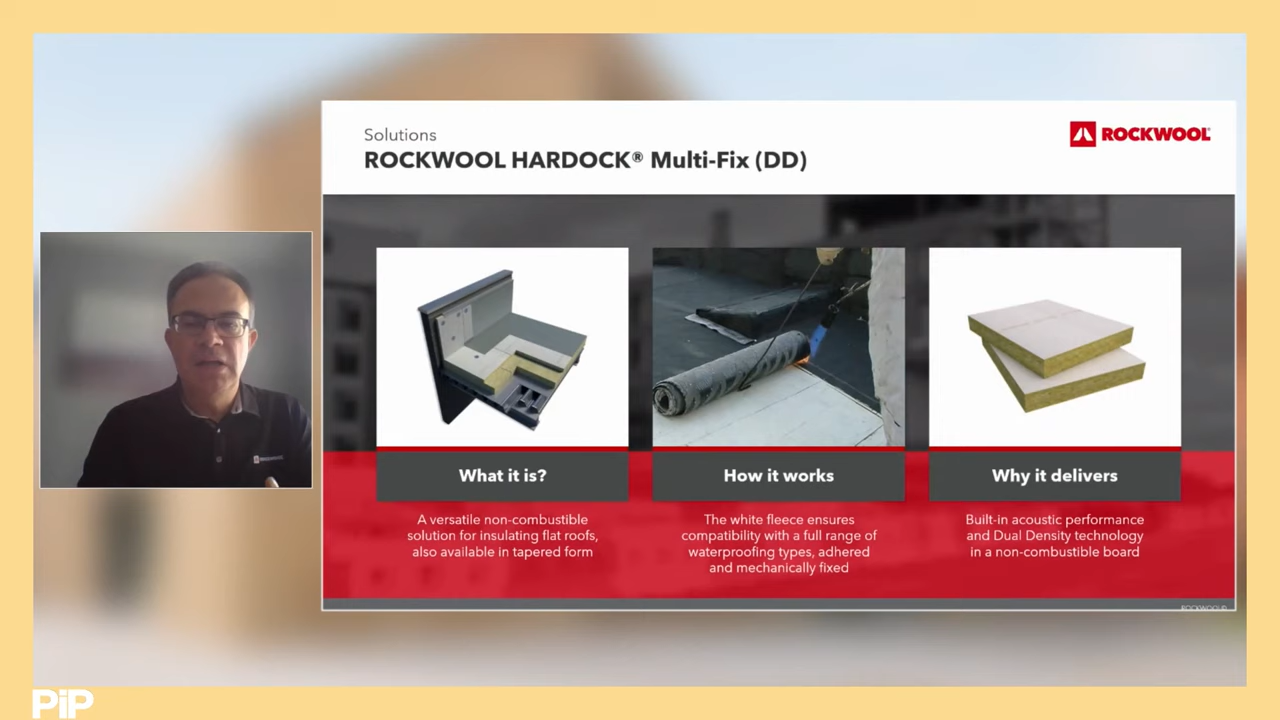 Solutions
ROCKWOOL HARDOCK® Multi-Fix (DD)
ROCKWOOL
ROCKWOOL
What it is?
How it works
Why it delivers
A versatile non-combustible
solution for insulating flat roofs,
also available in tapered form
The white fleece ensures
compatibility with a full range of
waterproofing types, adhered
and mechanically fixed
Built-in acoustic performance
and Dual Density technology
in a non-combustible board
PiP